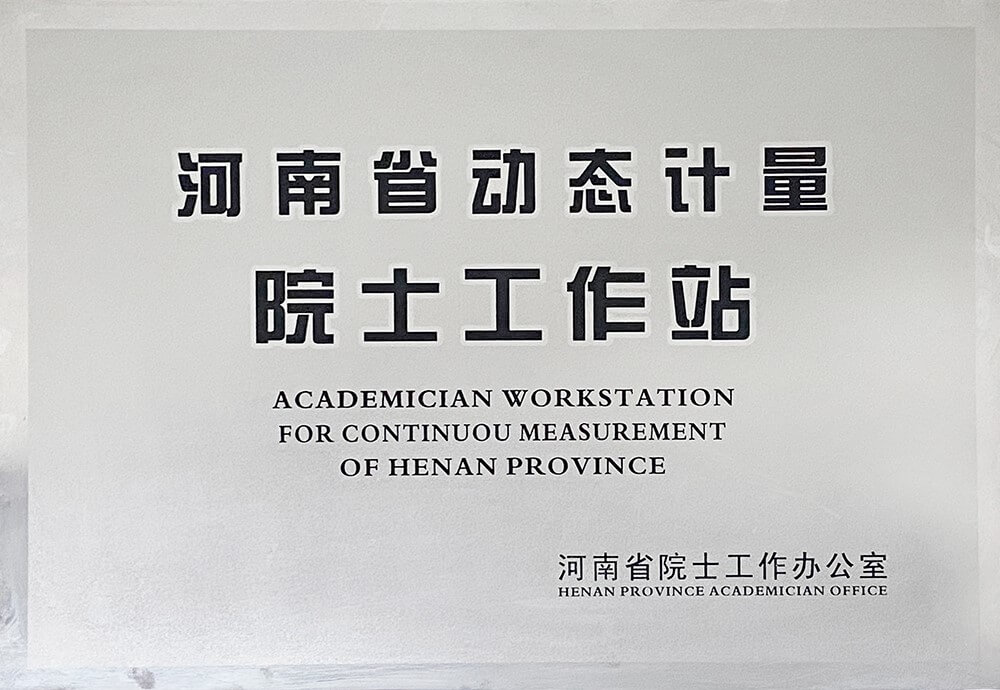 河南省动态计量
院士工作站
ACADEMICIAN WORKSTATION
FOR CONTINUOU MEASUREMENT
OF HENAN PROVINCE
河南省院士工作办公室
HENAN PROVINCE ACADEMICIAN OFFICE